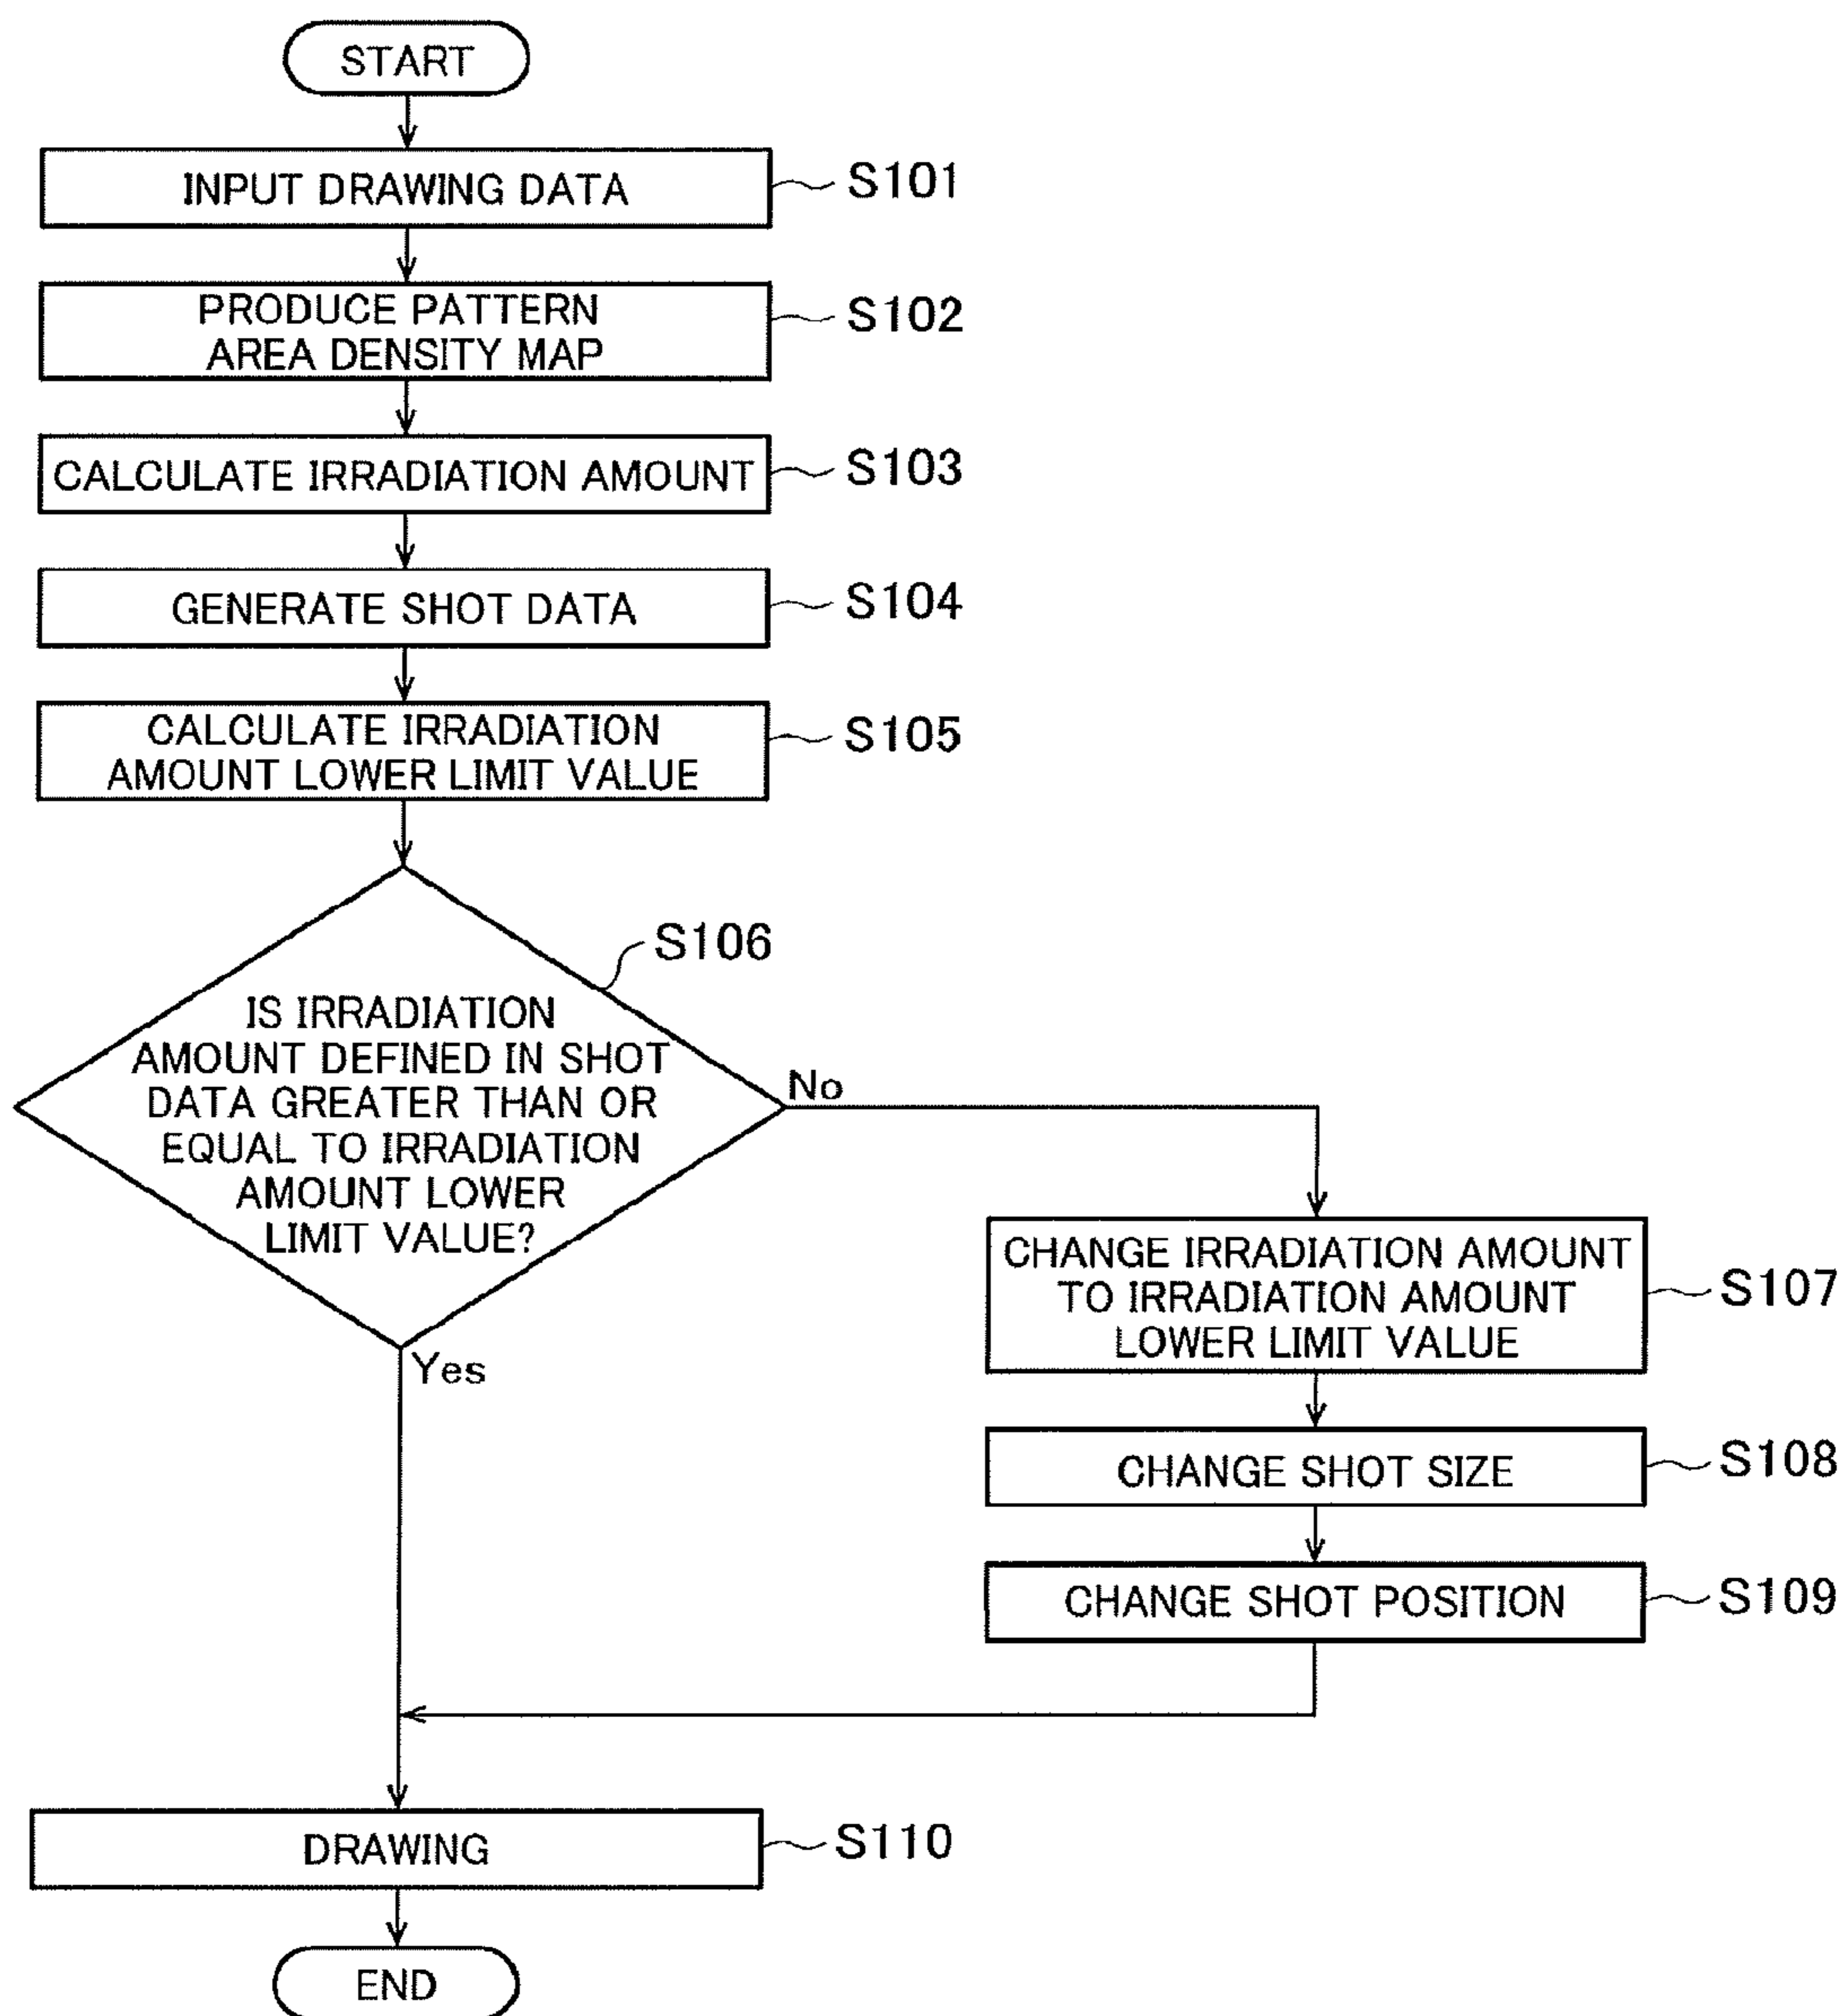 START
INPUT DRAWING DATA
S101
PRODUCE PATTERN
AREA DENSITY MAP
S102
CALCULATE IRRADIATION AMOUNT
S103
GENERATE SHOT DATA
S104
CALCULATE IRRADIATION
AMOUNT LOWER LIMIT VALUE
S105
S106
IS IRRADIATION
AMOUNT DEFINED IN SHOT
DATA GREATER THAN OR
EQUAL TO IRRADIATION
AMOUNT LOWER
LIMIT VALUE?
No
Yes
CHANGE IRRADIATION AMOUNT
TO IRRADIATION AMOUNT
LOWER LIMIT VALUE
S107
CHANGE SHOT SIZE
S108
CHANGE SHOT POSITION
S109
DRAWING
S110
END